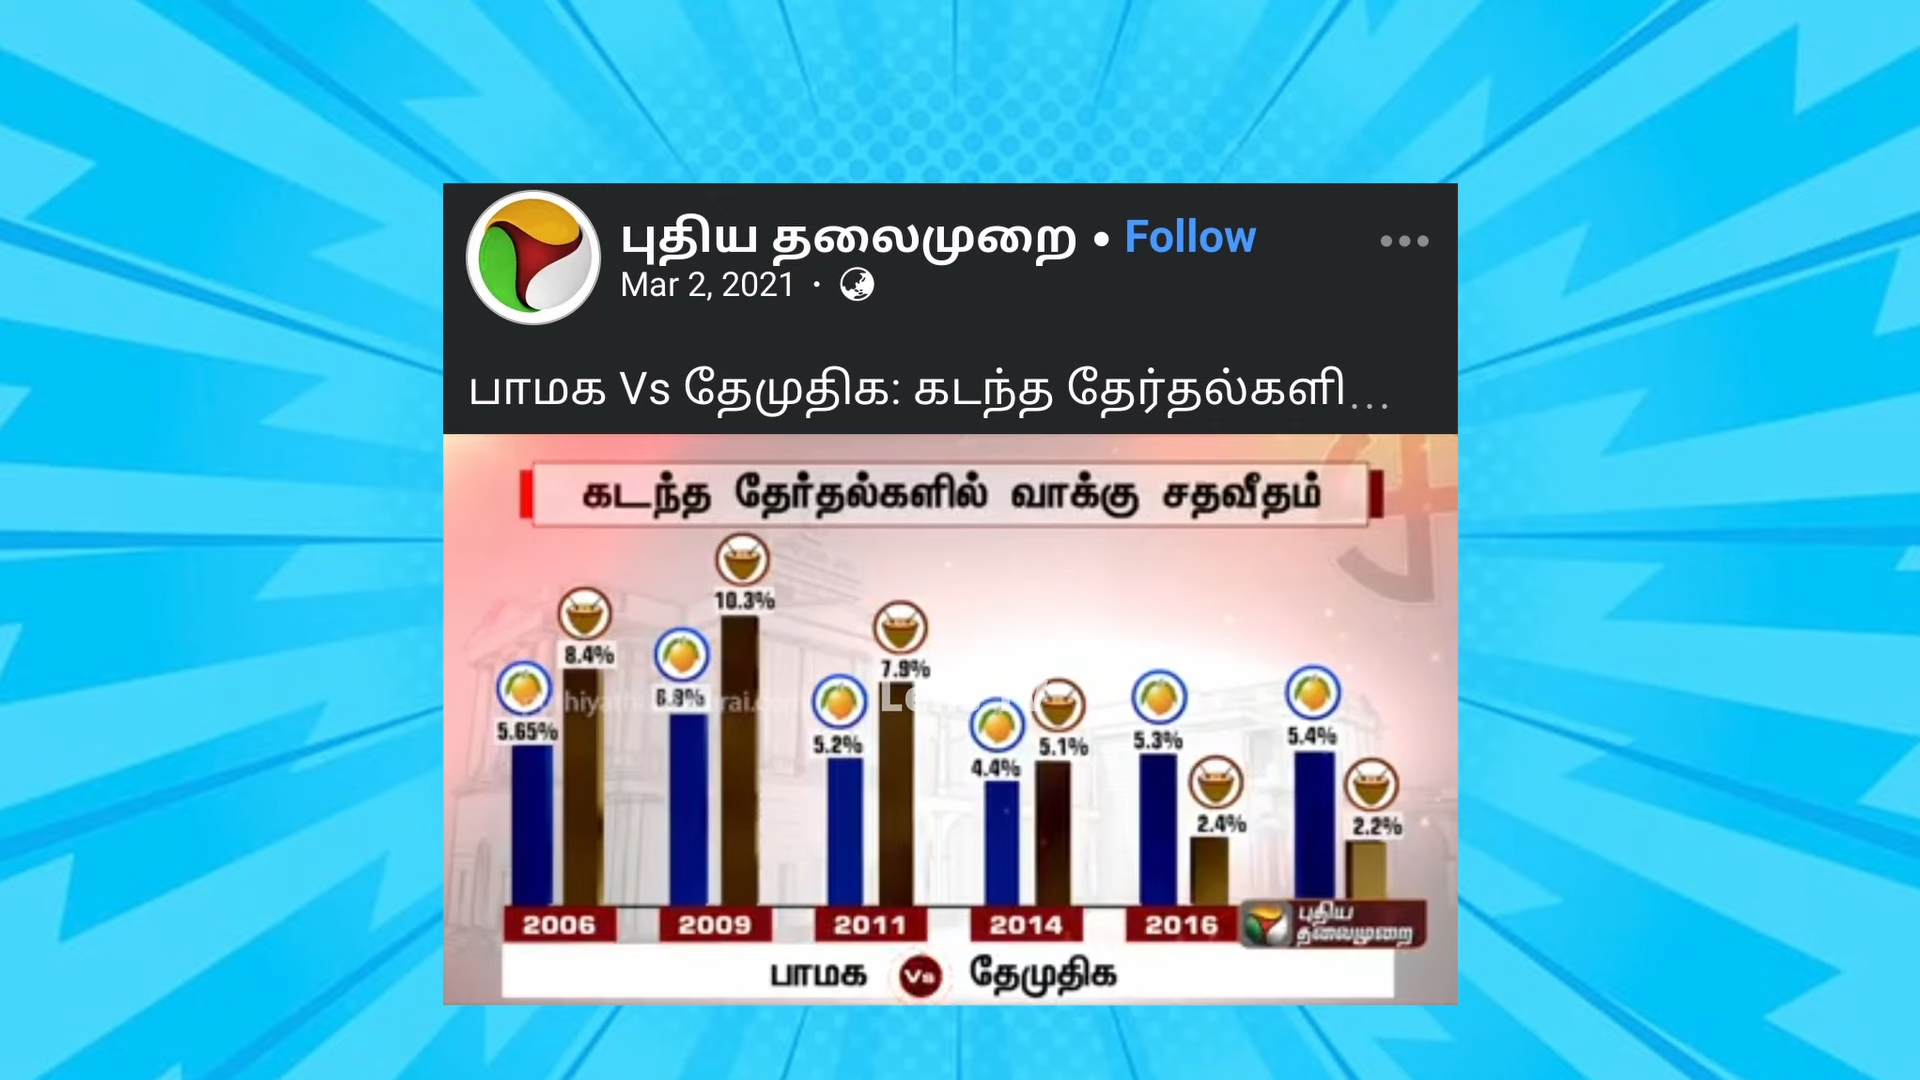 புதிய தலைமுறை • Follow
Mar 2, 2021 ·
பாமக Vs தேமுதிக: கடந்த தேர்தல்களி...
கடந்த தேர்தல்களில் வாக்கு சதவீதம்
10.3%
8.4%
7.9%
6.8%
5.65%
5.2%
5.1%
5.3%
5.4%
4.4%
2.4%
2.2%
2006 2009 2011 2014 2016
புதிய
தலைமுறை
பாமக Vs தேமுதிக